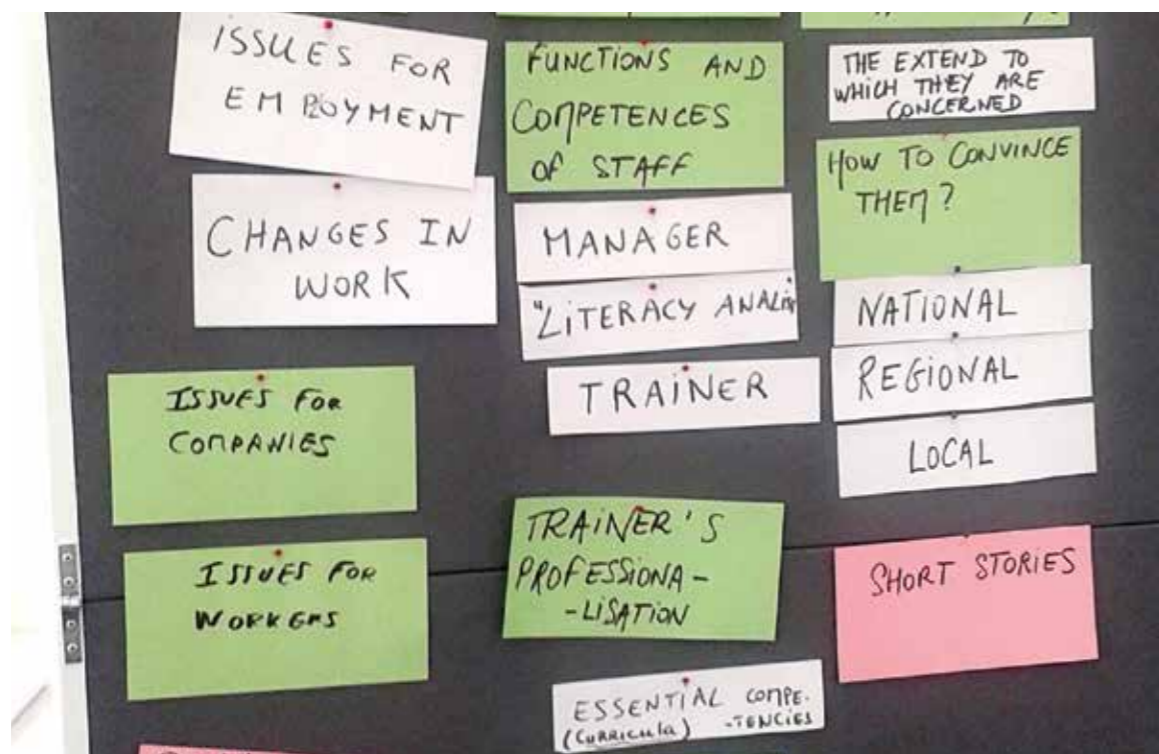 ISSUES FOR
EMPLOYMENT
CHANGES IN
WORK
ISSUES FOR
COMPANIES
ISSUES FOR
WORKERS
FUNCTIONS AND
COMPETENCES
of STAFF
MANAGER
"LITERACY
TRAINER
TRAINER'S
PROFESSIONA-
-LISATION
ESSENTIAL COMPE.
(CURRICULA) -TENCIES
THE EXTEND TO
WHICH THEY ARE
CONCERNED
HOW TO CONVINCE
THEM?
NATIONAL
REGIONAL
LOCAL
SHORT STORIES